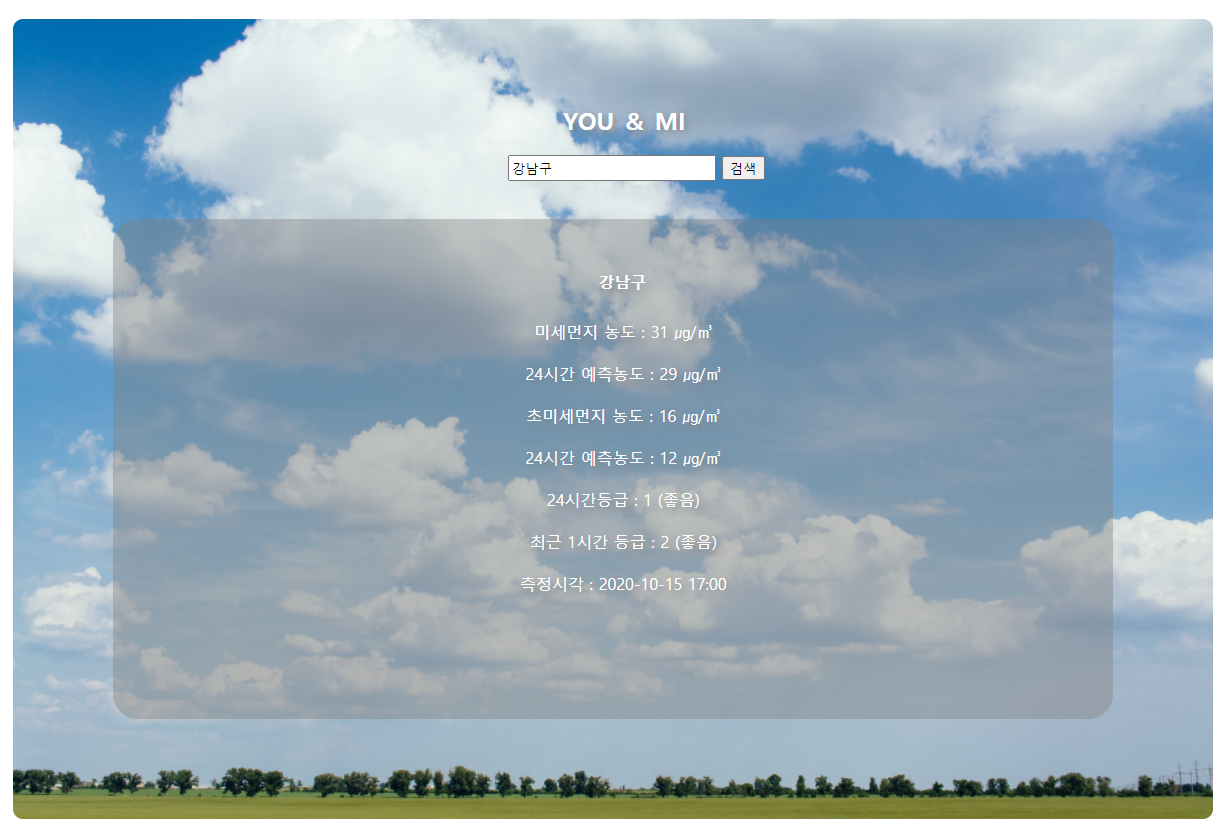 YOU & MI
강남구 검색
강남구
미세먼지 농도 : 31 ㎍/㎥
24시간 예측농도 : 29 ㎍/㎥
초미세먼지 농도 : 16 ㎍/㎥
24시간 예측농도 : 12 ㎍/㎥
24시간등급 : 1 (좋음)
최근 1시간 등급 : 2 (좋음)
측정시각 : 2020-10-15 17:00